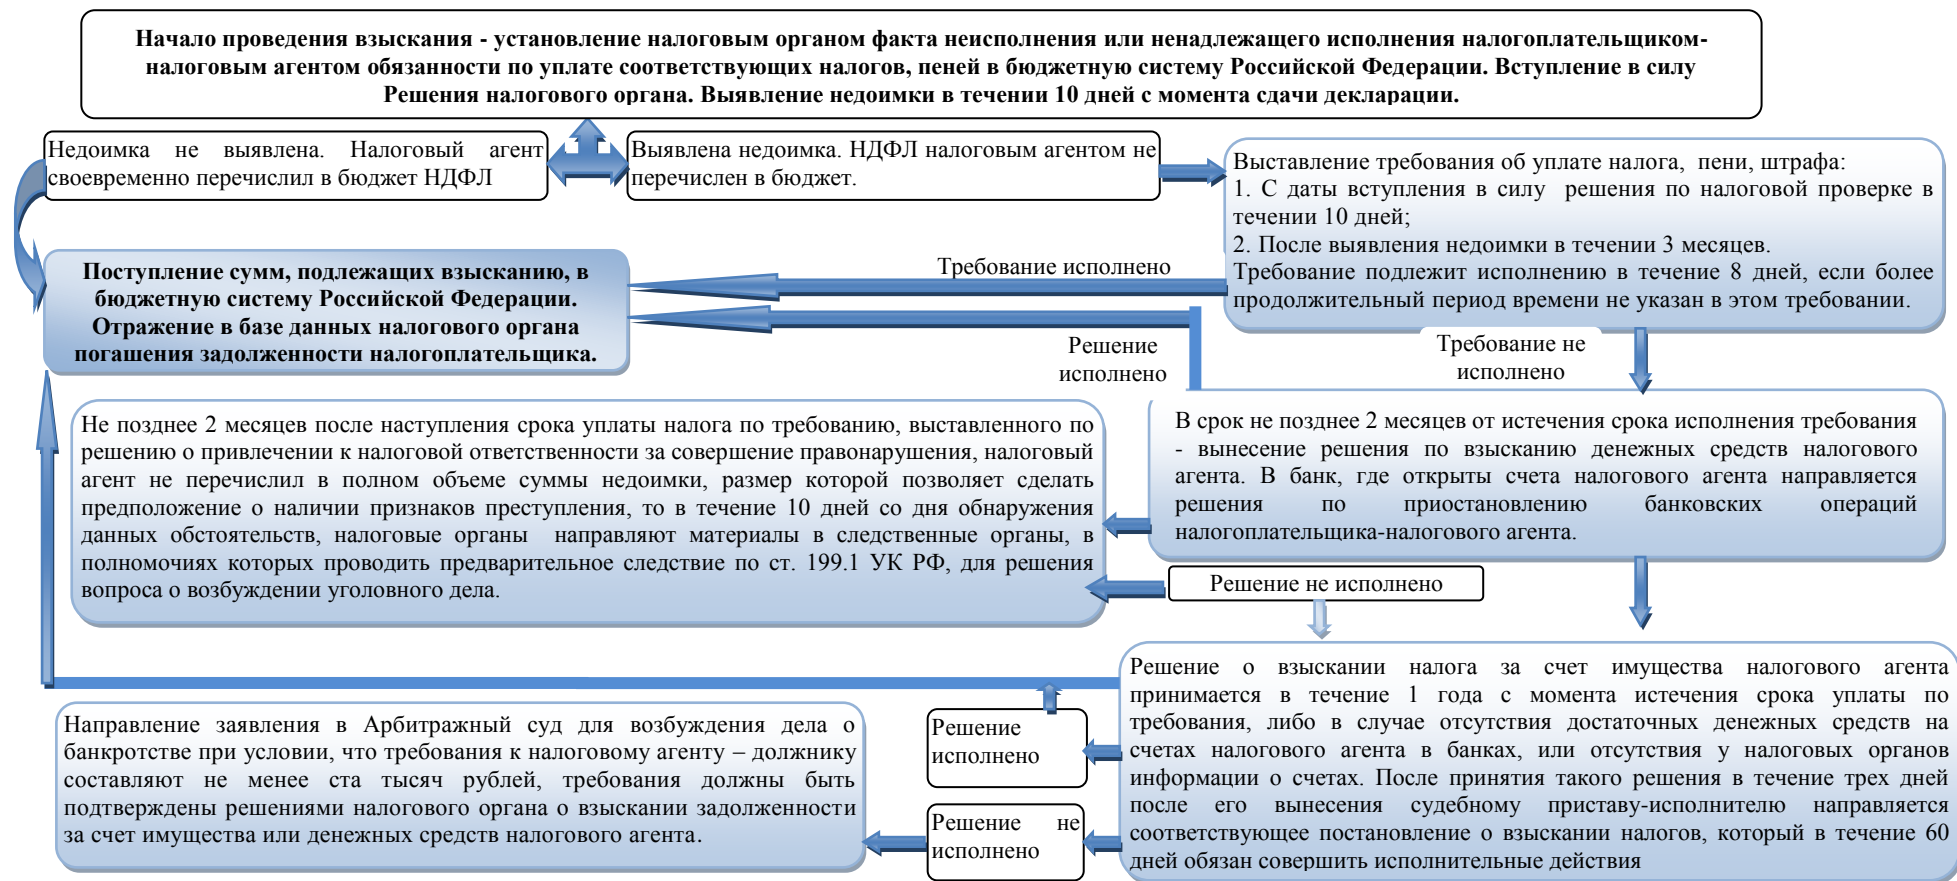 Начало проведения взыскания - установление налоговым органом факта неисполнения или ненадлежащего исполнения налогоплательщиком-
налоговым агентом обязанности по уплате соответствующих налогов, пеней в бюджетную систему Российской Федерации. Вступление в силу
Решения налогового органа. Выявление недоимки в течении 10 дней с момента сдачи декларации.
Недоимка не выявлена. Налоговый агент
своевременно перечислил в бюджет НДФЛ
Выявлена недоимка. НДФЛ налоговым агентом не
перечислен в бюджет.
Выставление требования об уплате налога, пени, штрафа:
1. С даты вступления в силу решения по налоговой проверке в
течении 10 дней;
2. После выявления недоимки в течении 3 месяцев.
Требование подлежит исполнению в течение 8 дней, если более
продолжительный период времени не указан в этом требовании.
Поступление сумм, подлежащих взысканию, в
бюджетную систему Российской Федерации.
Отражение в базе данных налогового органа
погашения задолженности налогоплательщика.
Требование исполнено
Решение
исполнено
Требование не
исполнено
Не позднее 2 месяцев после наступления срока уплаты налога по требованию, выставленного по
решению о привлечении к налоговой ответственности за совершение правонарушения, налоговый
агент не перечислил в полном объеме суммы недоимки, размер которой позволяет сделать
предположение о наличии признаков преступления, то в течение 10 дней со дня обнаружения
данных обстоятельств, налоговые органы направляют материалы в следственные органы, в
полномочиях которых проводить предварительное следствие по ст. 199.1 УК РФ, для решения
вопроса о возбуждении уголовного дела.
В срок не позднее 2 месяцев от истечения срока исполнения требования
- вынесение решения по взысканию денежных средств налогового
агента. В банк, где открыты счета налогового агента направляется
решения по приостановлению банковских операций
налогоплательщика-налогового агента.
Решение не исполнено
Решение о взыскании налога за счет имущества налогового агента
принимается в течение 1 года с момента истечения срока уплаты по
требования, либо в случае отсутствия достаточных денежных средств на
счетах налогового агента в банках, или отсутствия у налоговых органов
информации о счетах. После принятия такого решения в течение трех дней
после его вынесения судебному приставу-исполнителю направляется
соответствующее постановление о взыскании налогов, который в течение 60
дней обязан совершить исполнительные действия
Решение
исполнено
Решение не
исполнено
Направление заявления в Арбитражный суд для возбуждения дела о
банкротстве при условии, что требования к налоговому агенту – должнику
составляют не менее ста тысяч рублей, требования должны быть
подтверждены решениями налогового органа о взыскании задолженности
за счет имущества или денежных средств налогового агента.